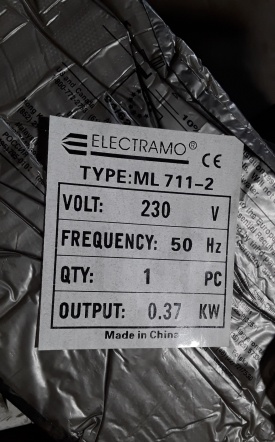 ELECTRAMO®
CE
TYPE:ML 711-2
VOLT: 230 V
FREQUENCY: 50 Hz
QTY: 1 PC
OUTPUT: 0.37 KW
Made in China